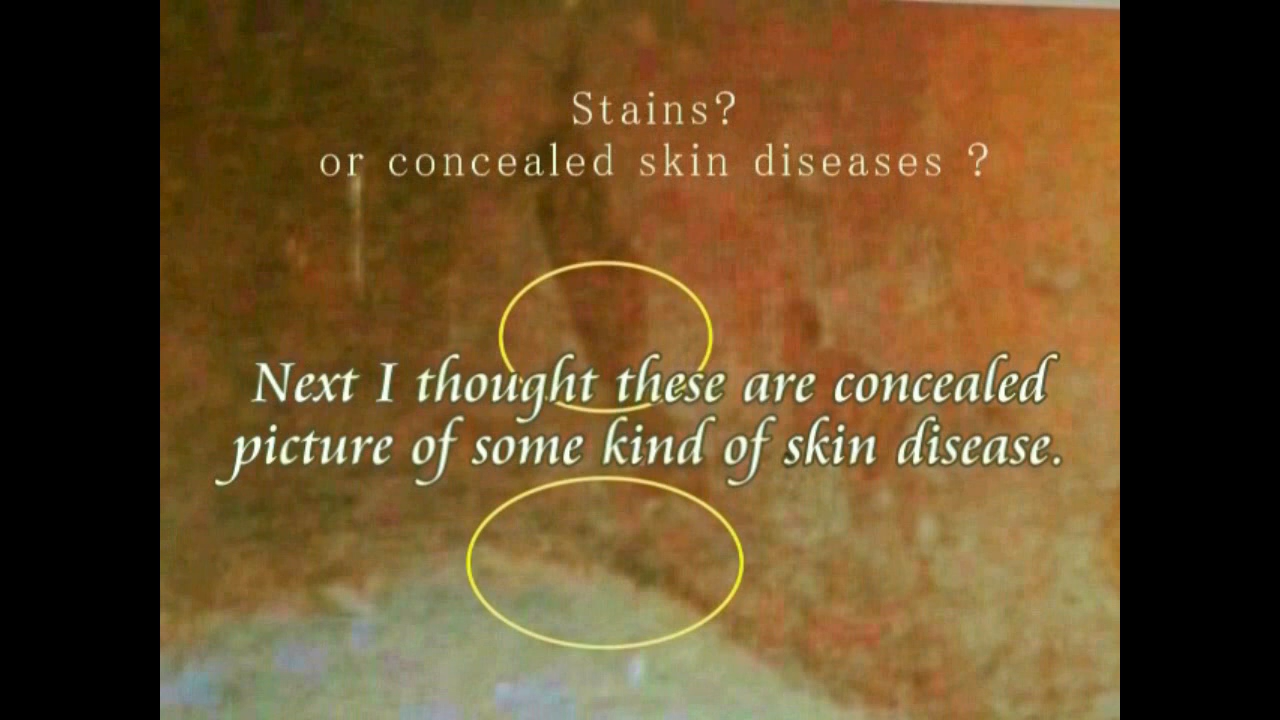 Stains?
or concealed skin diseases ?
Next I thought these are concealed
picture of some kind of skin disease.